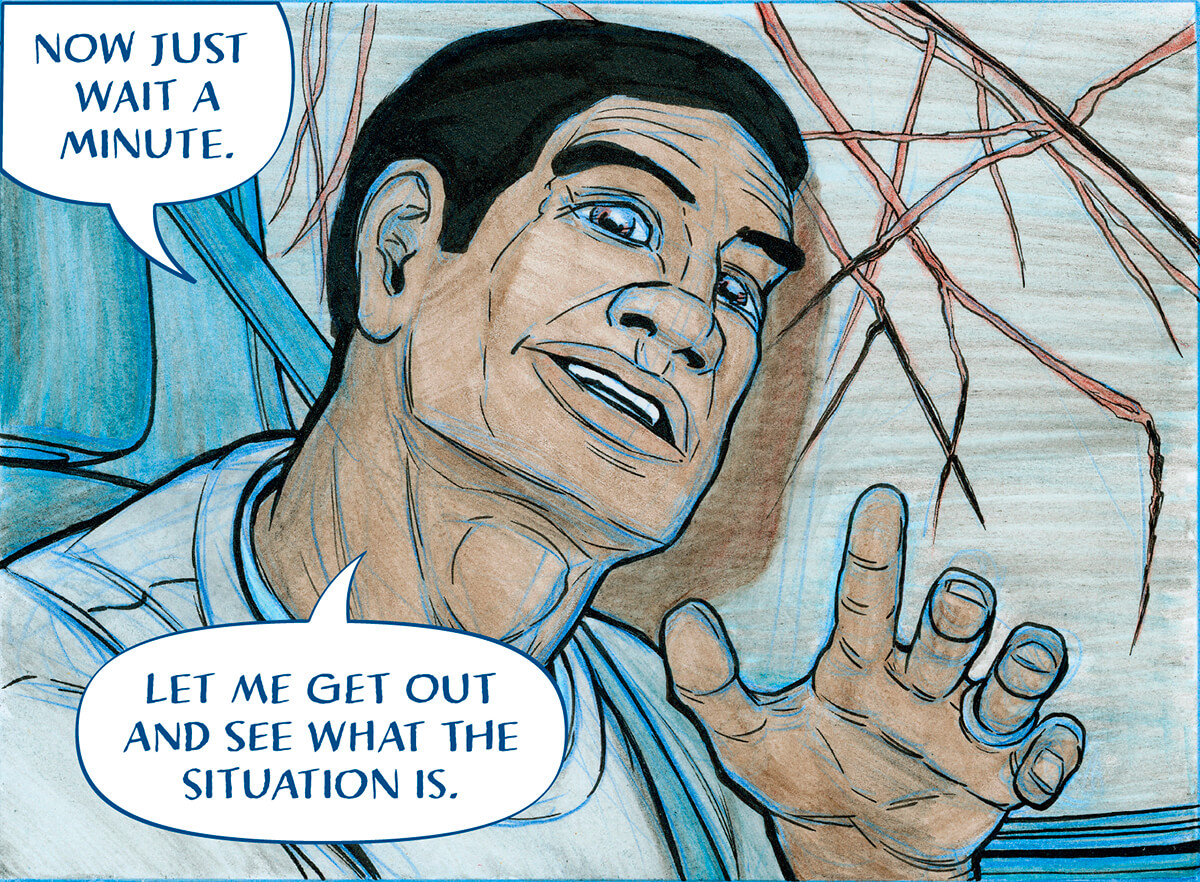 NOW JUST
WAIT A
MINUTE.
LET ME GET OUT
AND SEE WHAT THE
SITUATION IS.